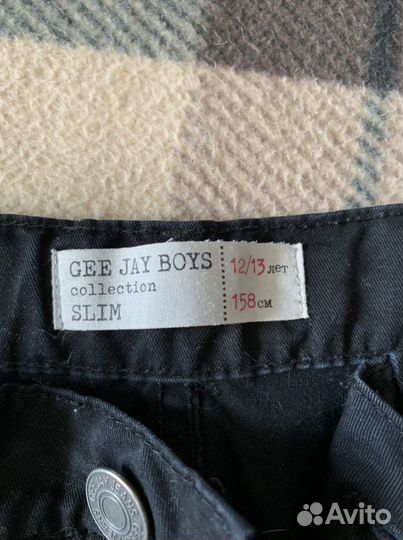 GEE JAY BOYS
collection
SLIM
12/13 лет
158 см
Avito